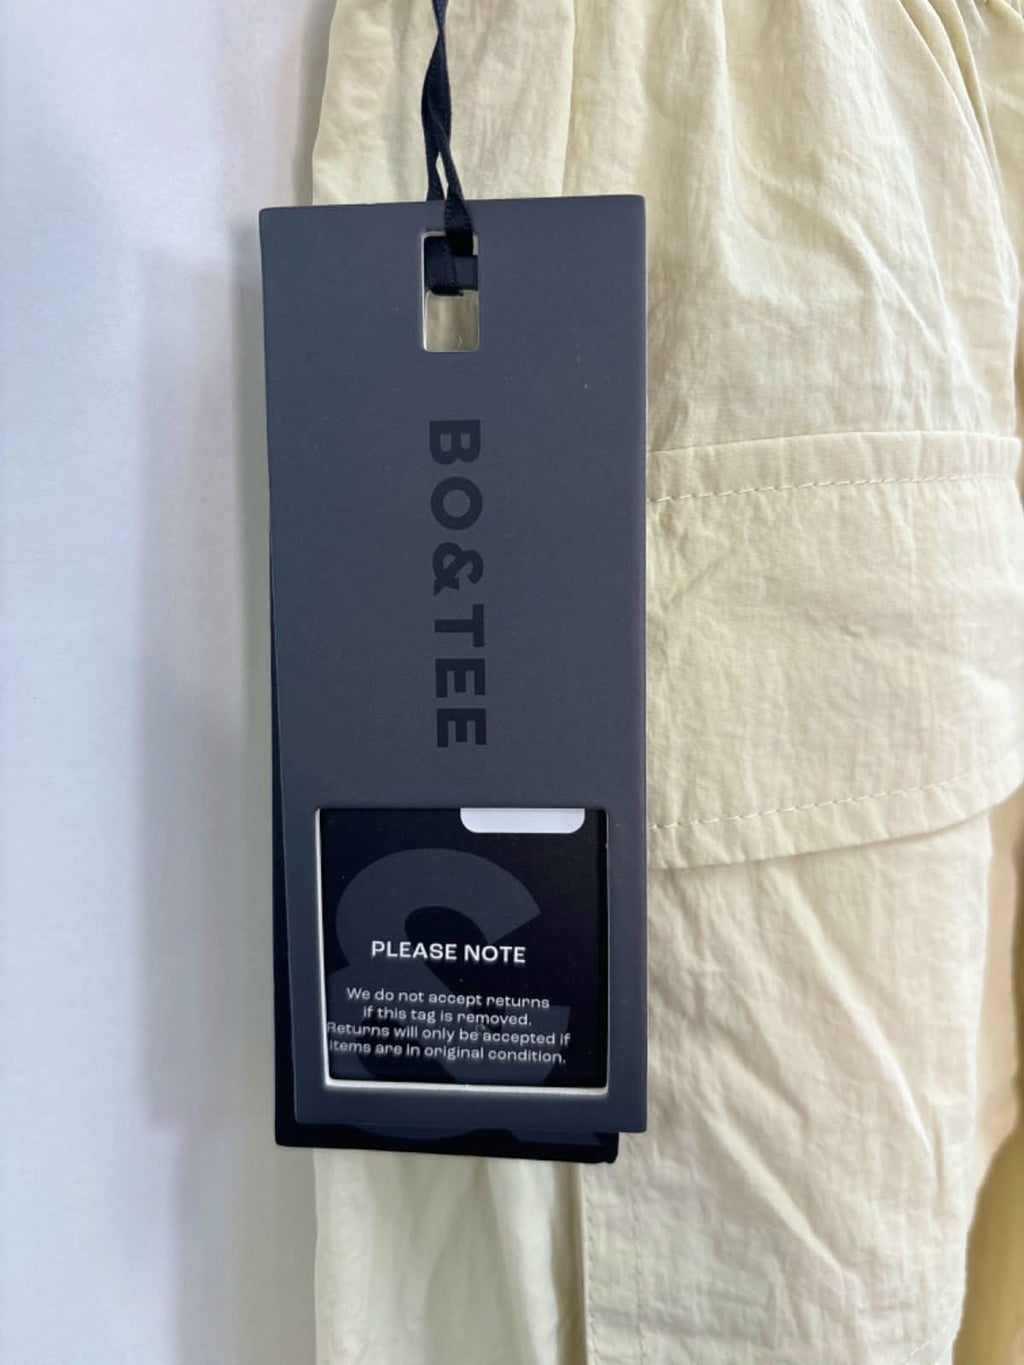 BO&TEE
PLEASE NOTE
We do not accept returns
if this tag is removed.
Returns will only be accepted if
items are in original condition.